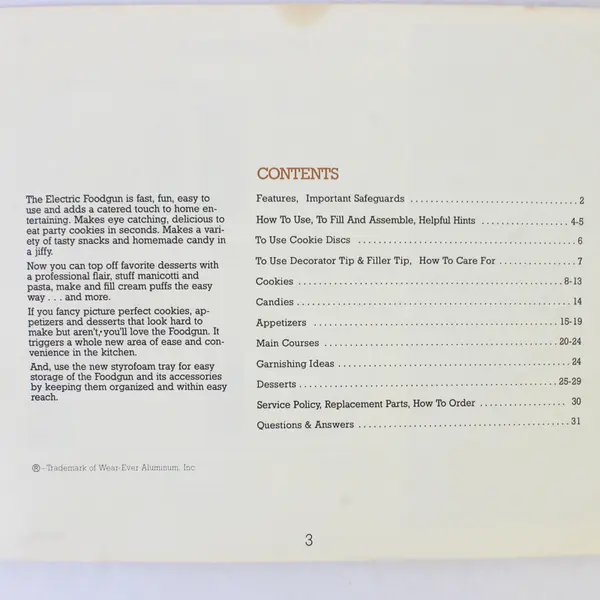 The Electric Foodgun is fast, fun, easy to
use and adds a catered touch to home en-
tertaining. Makes eye catching, delicious to
eat party cookies in seconds. Makes a vari-
ety of tasty snacks and homemade candy in
a jiffy.
Now you can top off favorite desserts with
a professional flair, stuff manicotti and
pasta, make and fill cream puffs the easy
way . . . and more.
If you fancy picture perfect cookies, ap-
petizers and desserts that look hard to
make but aren't, you'll love the Foodgun. It
triggers a whole new area of ease and con-
venience in the kitchen.
And, use the new styrofoam tray for easy
storage of the Foodgun and its accessories
by keeping them organized and within easy
reach.
®-Trademark of Wear-Ever Aluminum, Inc
CONTENTS
Features, Important Safeguards 2
How To Use, To Fill And Assemble, Helpful Hints 4-5
To Use Cookie Discs 6
To Use Decorator Tip & Filler Tip, How To Care For 7
Cookies 8-13
Candies 14
Appetizers 15-19
Main Courses 20-24
Garnishing Ideas 24
Desserts 25-29
Service Policy, Replacement Parts, How To Order 30
Questions & Answers 31
3